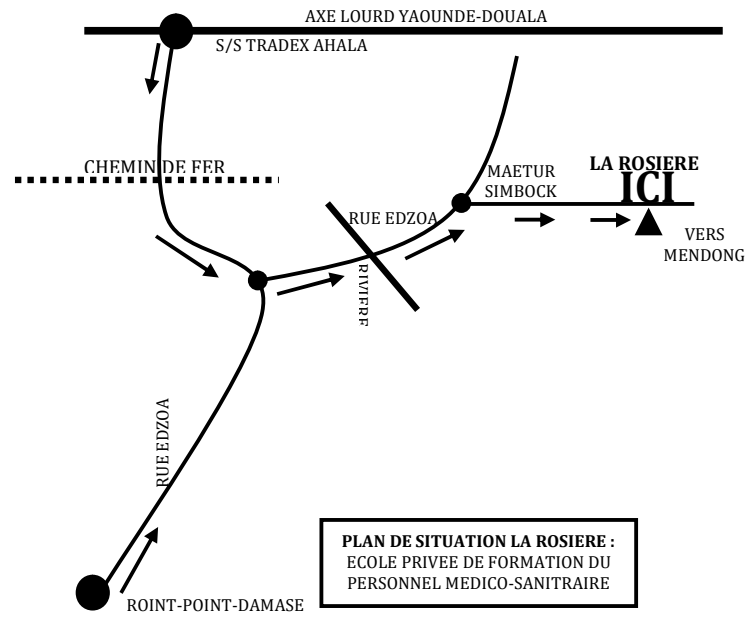 AXE LOURD YAOUNDE-DOUALA
S/S TRADEX AHALA
CHEMIN DE FER
MAETUR
SIMBOCK
LA ROSIERE
ICI
RUE EDZOA
VERS
MENDONG
RIVIERE
RUE EDZOA
PLAN DE SITUATION LA ROSIERE :
ECOLE PRIVEE DE FORMATION DU
PERSONNEL MEDICO-SANITRAIRE
ROINT-POINT-DAMASE